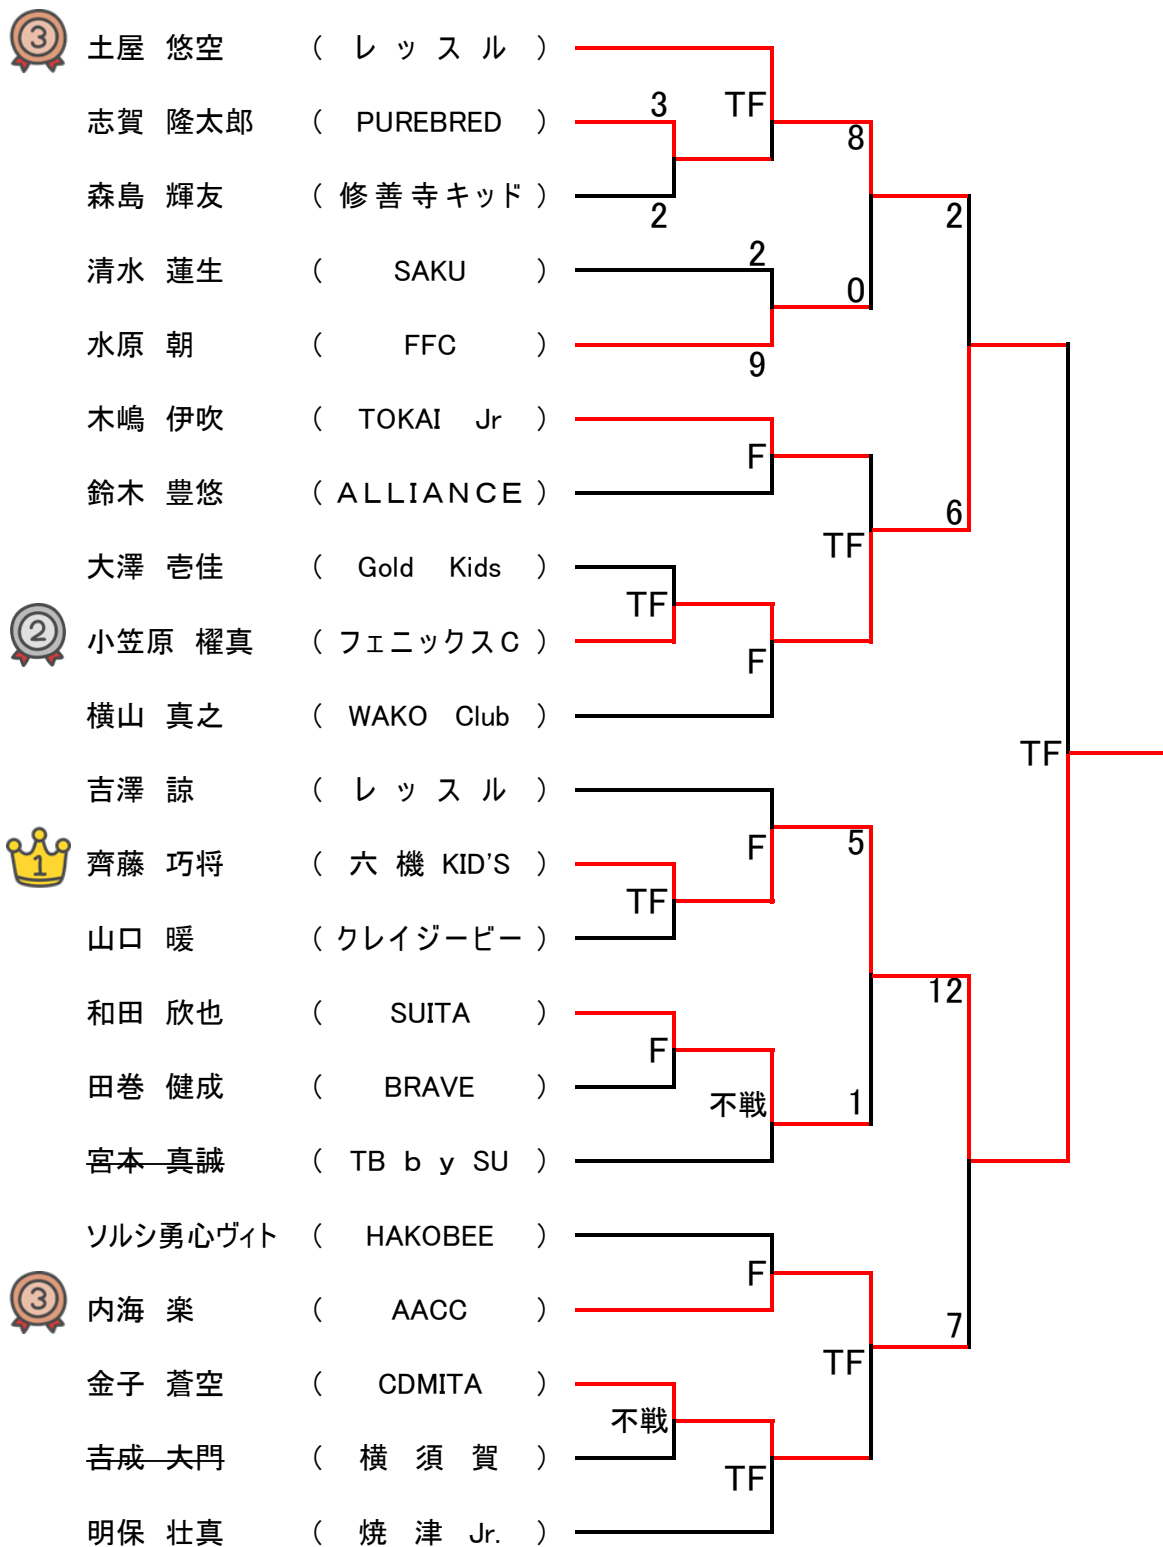 3 土屋 悠空 ( レッスル )
志賀 隆太郎 ( PUREBRED ) 3 TF 8
森島 輝友 ( 修善寺キッド ) 2 2
清水 蓮生 ( SAKU ) 2 0
水原 朝 ( FFC ) 9
木嶋 伊吹 ( TOKAI Jr ) F
鈴木 豊悠 ( ALLIANCE ) TF 6
大澤 壱佳 ( Gold Kids ) TF
2 小笠原 櫂真 ( フェニックスC ) F
横山 真之 ( WAKO Club ) TF
吉澤 諒 ( レッスル ) F 5
1 齊藤 巧将 ( 六機 KID'S ) TF
山口 暖 ( クレイジービー )
和田 欣也 ( SUITA ) F 12
田巻 健成 ( BRAVE ) 不戦 1
宮本 真誠 ( TB by SU )
ソルシ勇心ヴィト ( HAKOBEE ) F
3 内海 楽 ( AACC ) TF 7
金子 蒼空 ( CDMITA ) 不戦
吉成 大門 ( 横須賀 ) TF
明保 壮真 ( 焼津 Jr. )